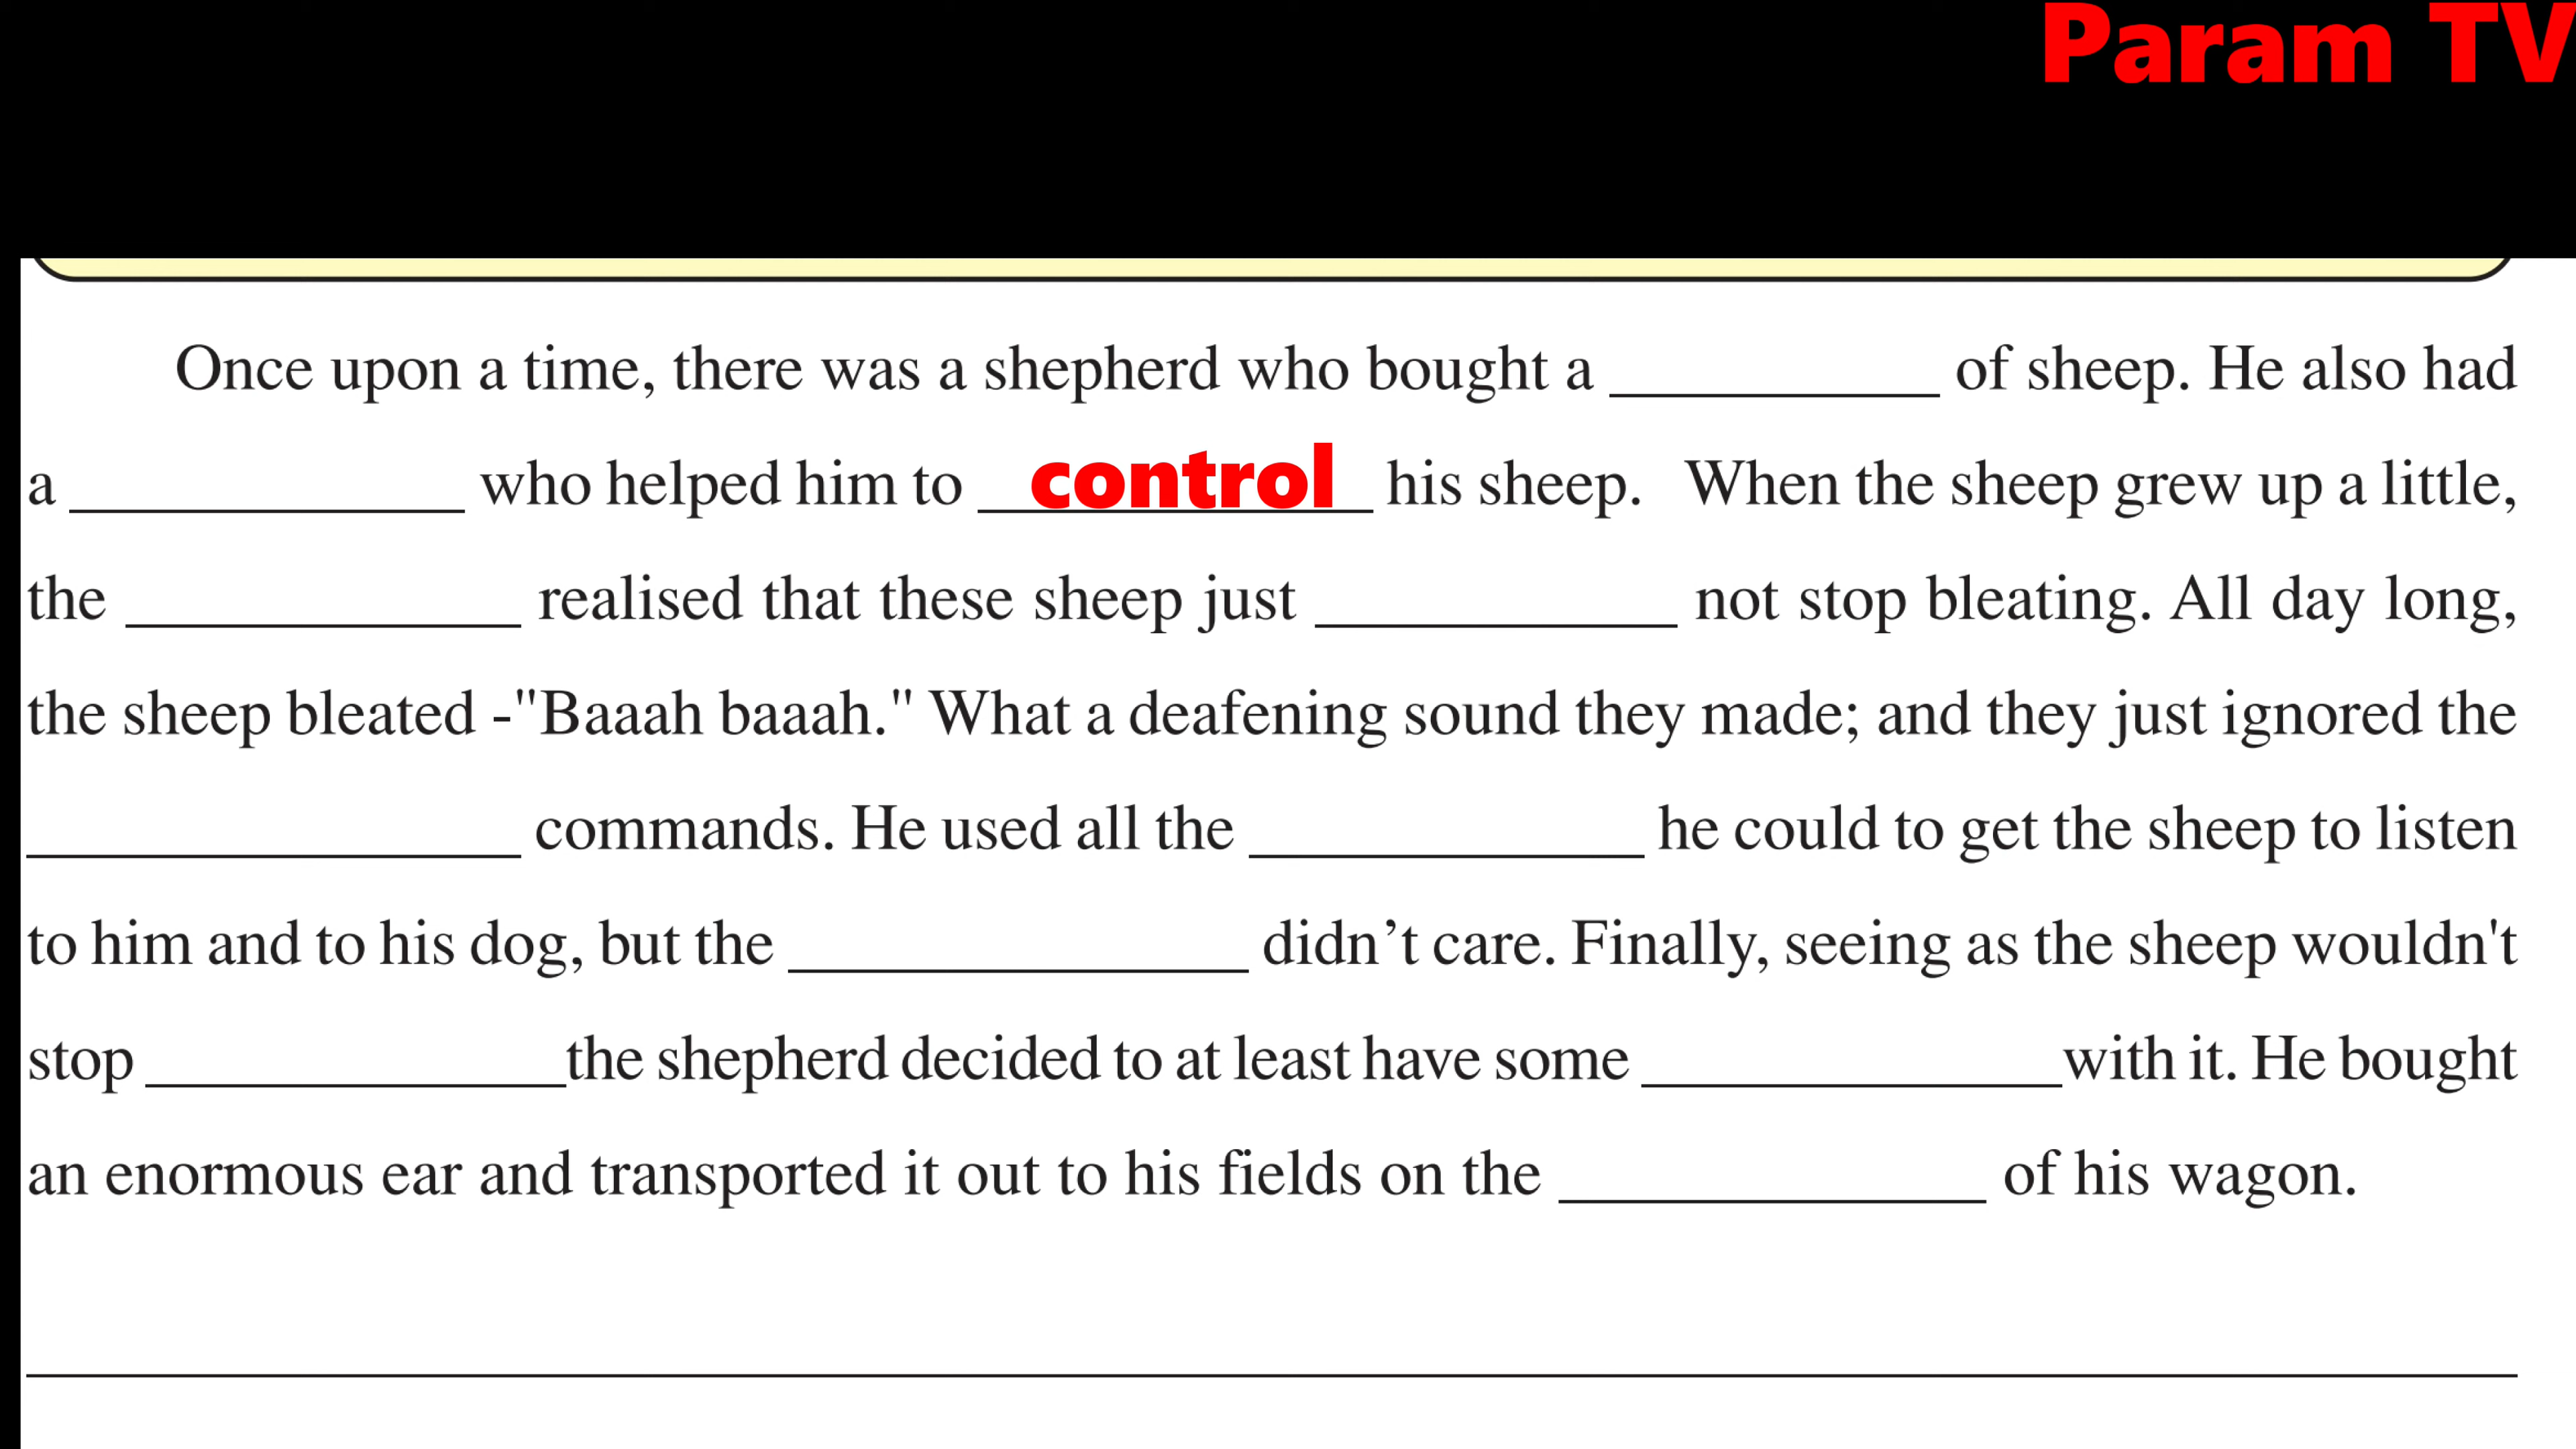 Param TV
Once upon a time, there was a shepherd who bought a __________ of sheep. He also had
a ____________ who helped him to control his sheep. When the sheep grew up a little,
the ____________ realised that these sheep just ___________ not stop bleating. All day long,
the sheep bleated -"Baaah baaah." What a deafening sound they made; and they just ignored the
_______________ commands. He used all the ____________ he could to get the sheep to listen
to him and to his dog, but the ______________ didn’t care. Finally, seeing as the sheep wouldn't
stop _____________the shepherd decided to at least have some _____________with it. He bought
an enormous ear and transported it out to his fields on the _____________ of his wagon.